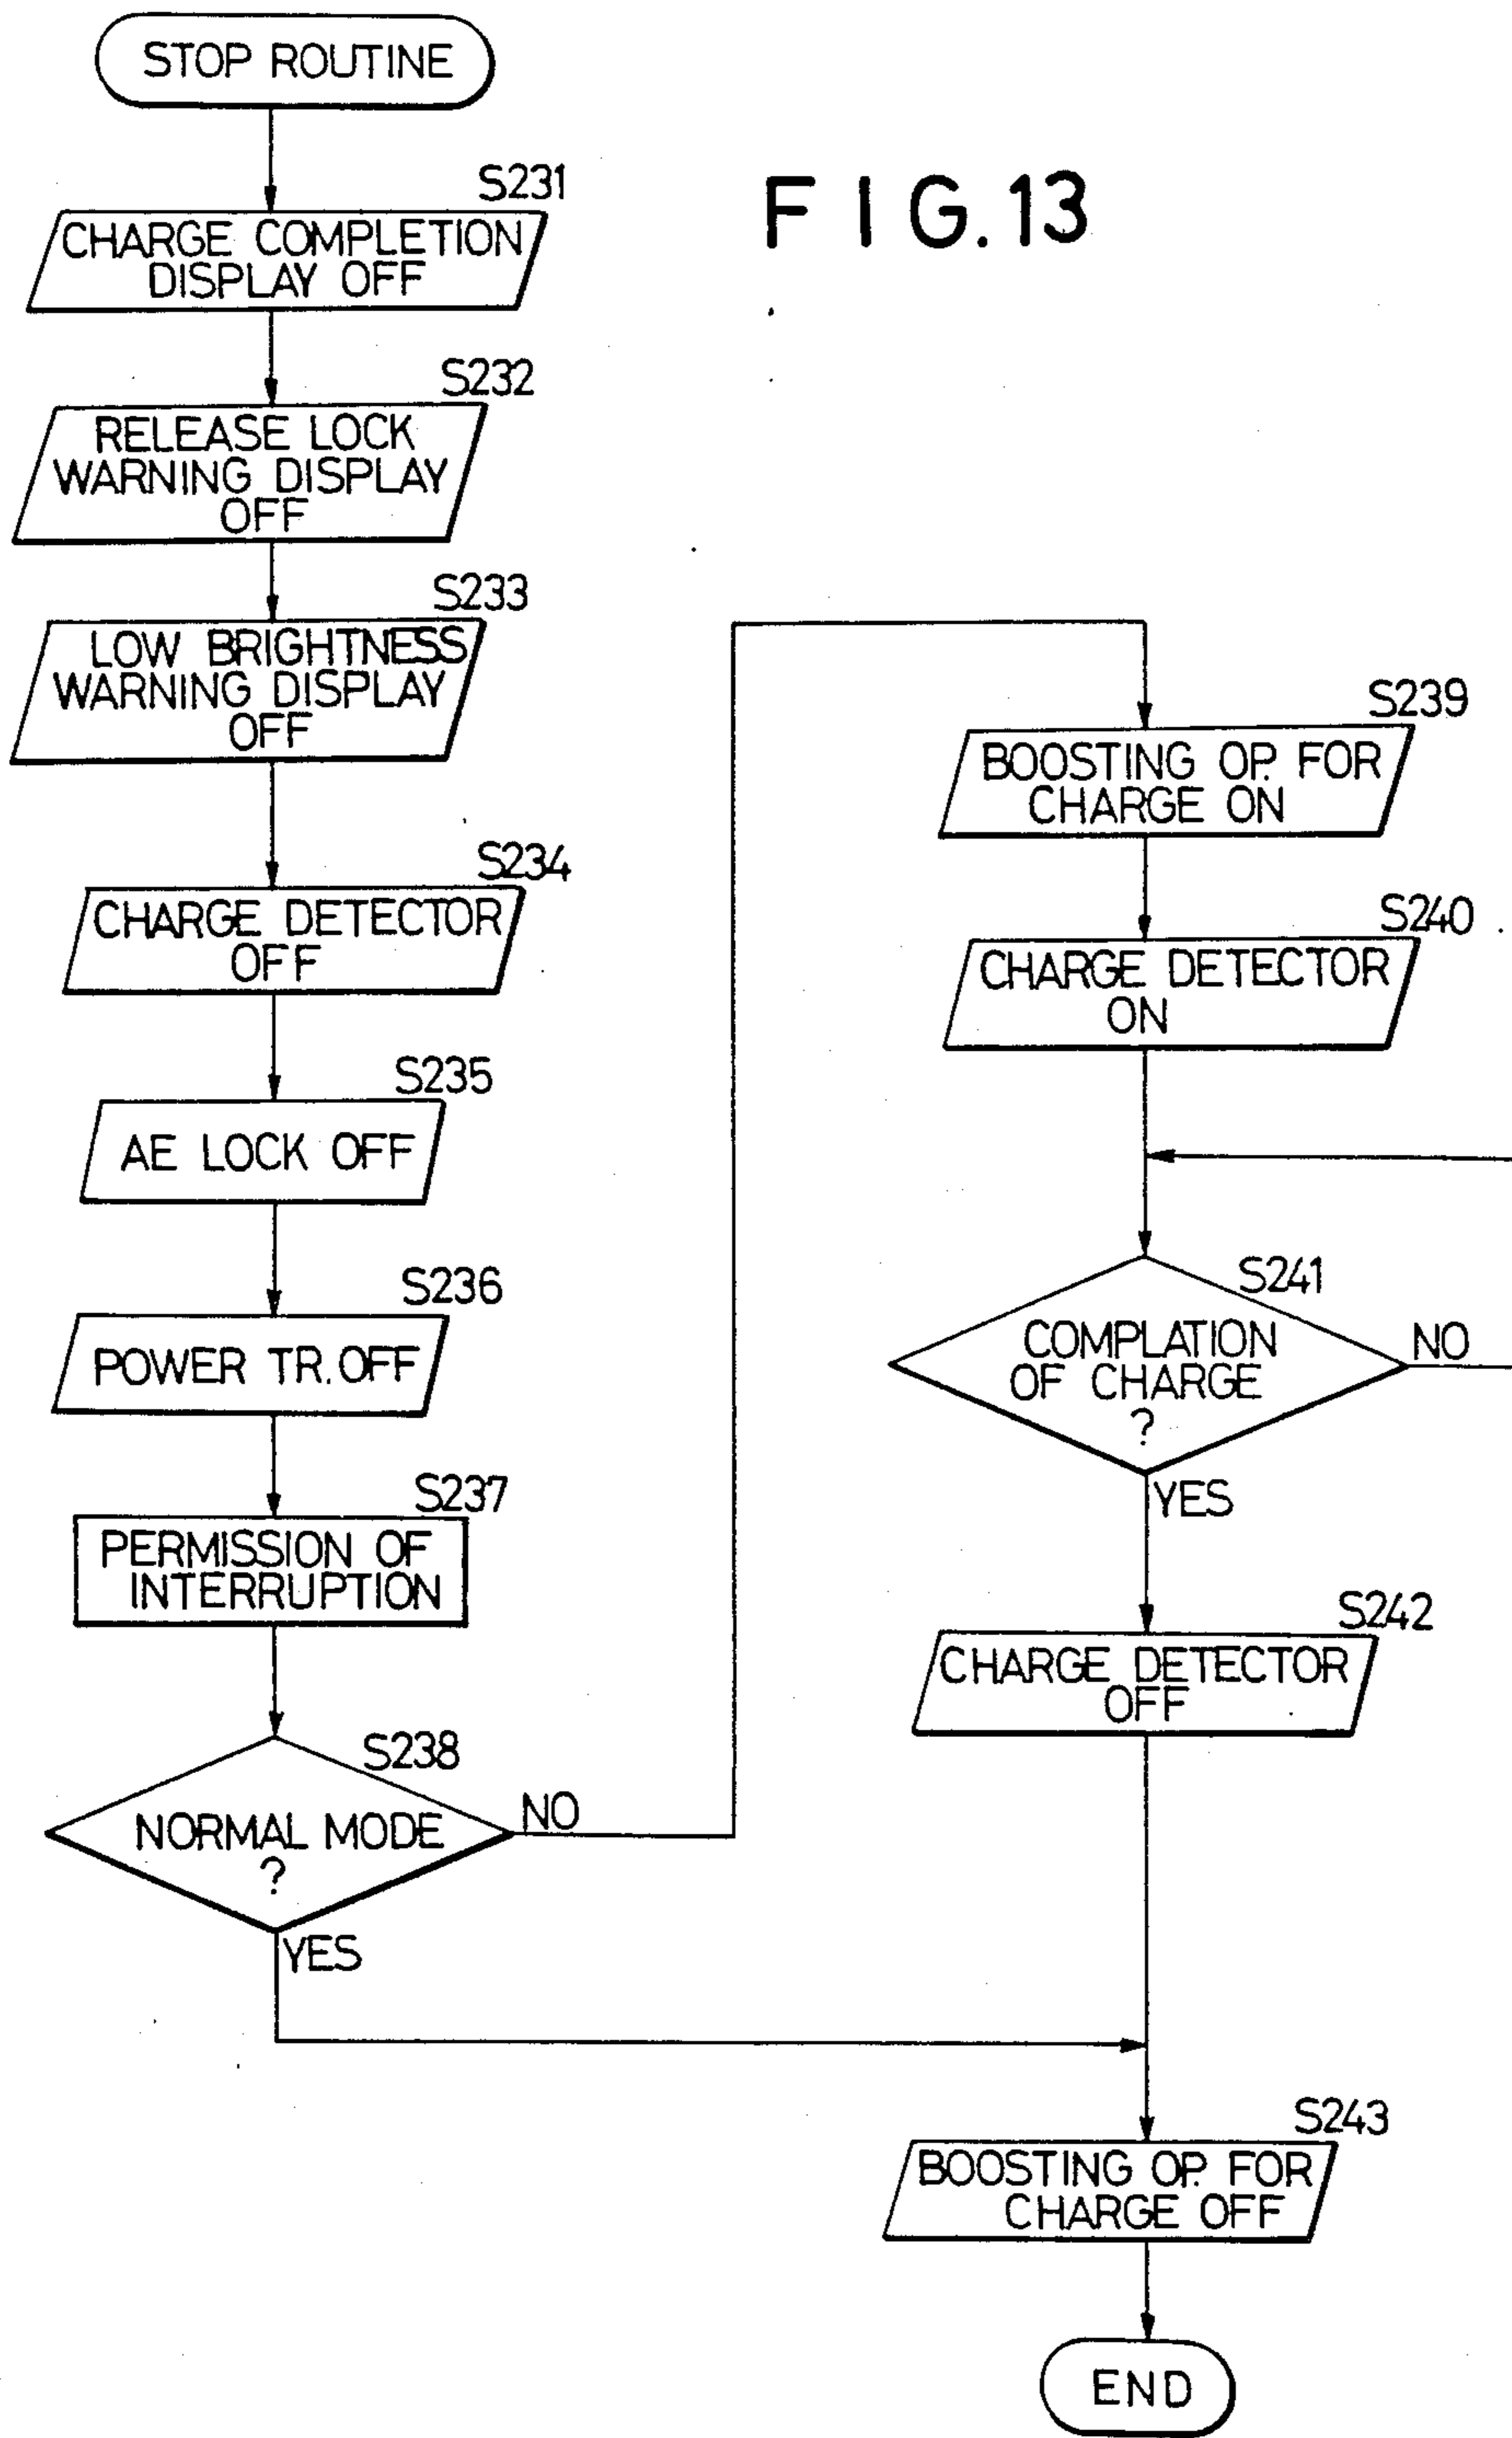 STOP ROUTINE
FIG.13
S231
CHARGE COMPLETION
DISPLAY OFF
S232
RELEASE LOCK
WARNING DISPLAY
OFF
S233
LOW BRIGHTNESS
WARNING DISPLAY
OFF
S234
CHARGE DETECTOR
OFF
S235
AE LOCK OFF
S236
POWER TR. OFF
S237
PERMISSION OF
INTERRUPTION
S238
NORMAL MODE
?
NO
YES
S239
BOOSTING OP. FOR
CHARGE ON
S240
CHARGE DETECTOR
ON
S241
COMPLATION
OF CHARGE
?
NO
YES
S242
CHARGE DETECTOR
OFF
S243
BOOSTING OP. FOR
CHARGE OFF
END